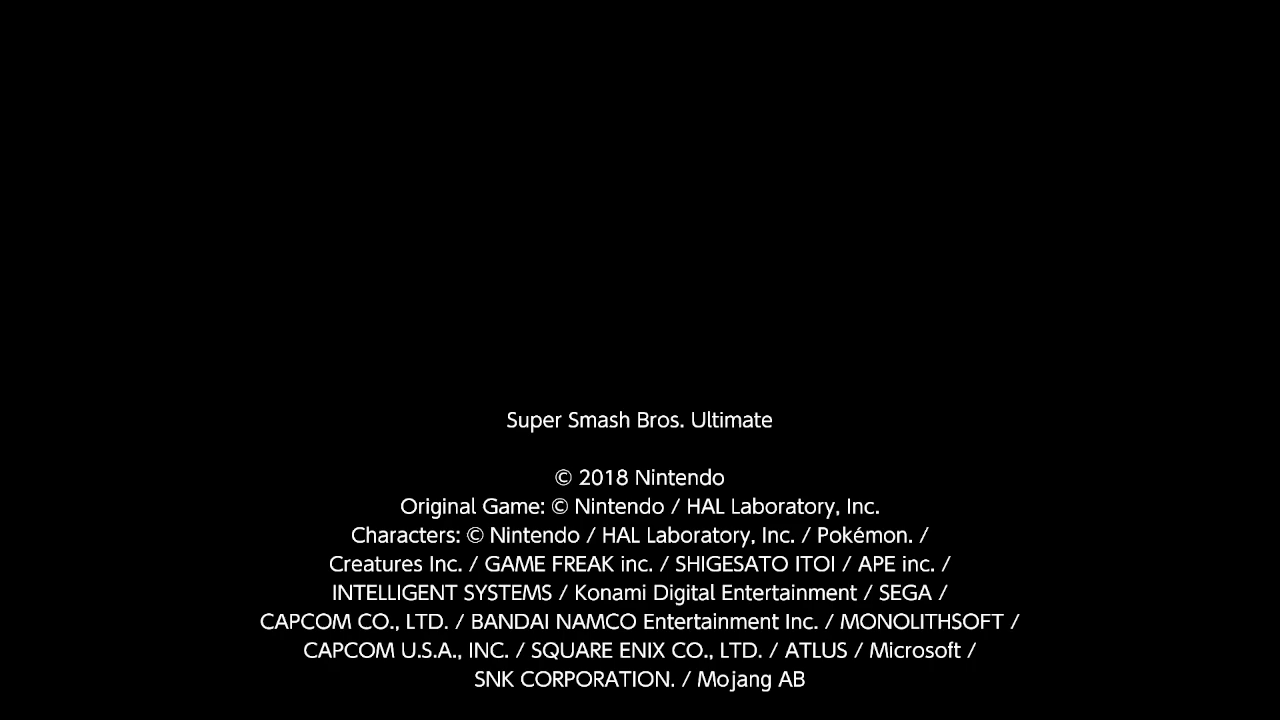 Super Smash Bros. Ultimate
© 2018 Nintendo
Original Game: © Nintendo / HAL Laboratory, Inc.
Characters: © Nintendo / HAL Laboratory, Inc. / Pokémon. /
Creatures Inc. / GAME FREAK inc. / SHIGESATO ITOI / APE inc. /
INTELLIGENT SYSTEMS / Konami Digital Entertainment / SEGA /
CAPCOM CO., LTD. / BANDAI NAMCO Entertainment Inc. / MONOLITHSOFT /
CAPCOM U.S.A., INC. / SQUARE ENIX CO., LTD. / ATLUS / Microsoft /
SNK CORPORATION. / Mojang AB